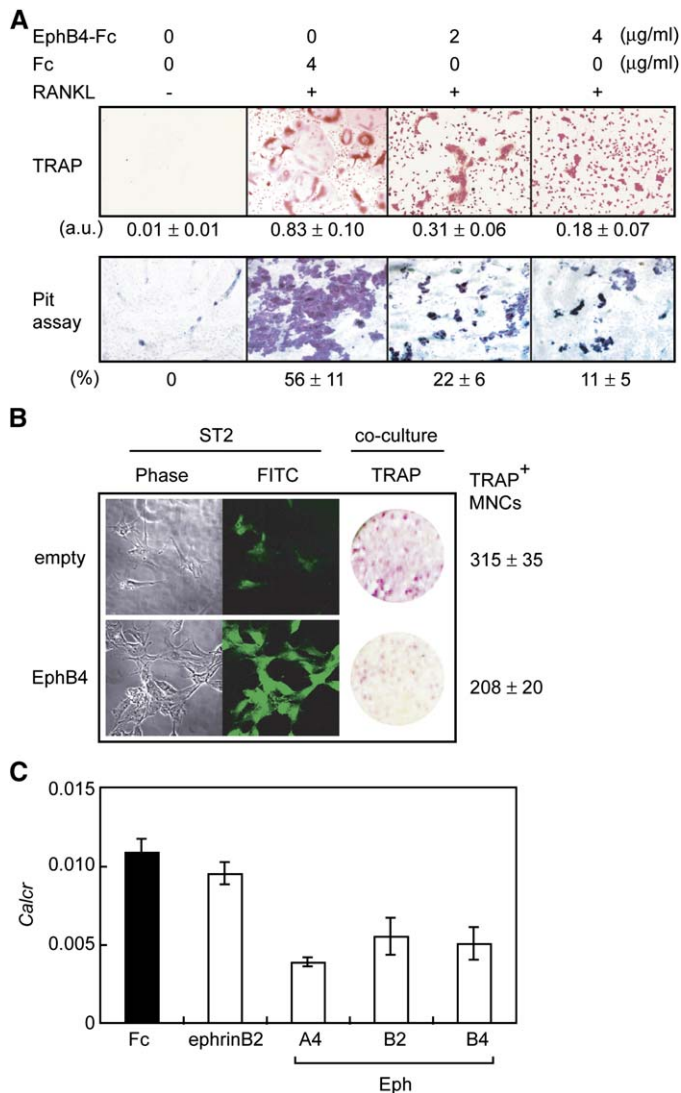 A
EphB4-Fc 0 0 2 4 (μg/ml)
Fc 0 4 0 0 (μg/ml)
RANKL - + + +
TRAP
(a.u.) 0.01 ± 0.01 0.83 ± 0.10 0.31 ± 0.06 0.18 ± 0.07
Pit
assay
(%) 0 56 ± 11 22 ± 6 11 ± 5
B
ST2 co-culture
Phase FITC TRAP TRAP+
MNCs
empty 315 ± 35
EphB4 208 ± 20
C
0.015
0.010
Calcr
0.005
0
Fc ephrinB2 A4 B2 B4
Eph